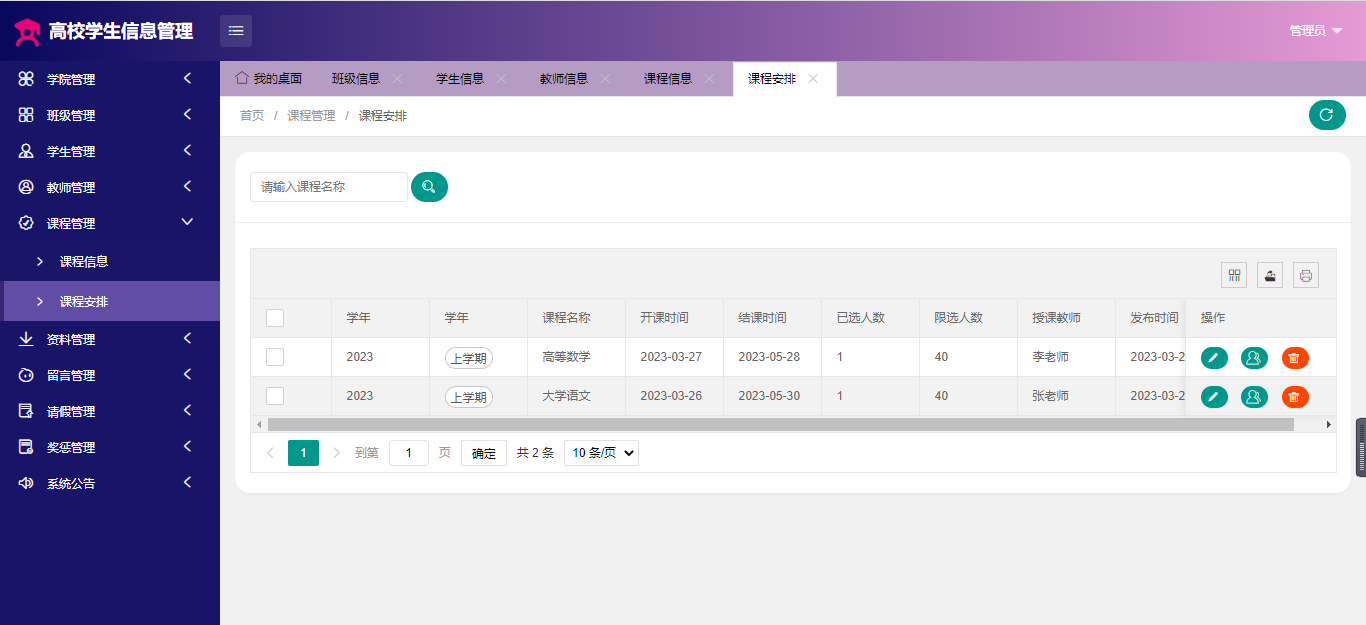 高校学生信息管理
管理员
学院管理
班级管理
学生管理
教师管理
课程管理
课程信息
课程安排
资料管理
留言管理
请假管理
奖惩管理
系统公告
我的桌面 班级信息 学生信息 教师信息 课程信息 课程安排
首页 / 课程管理 / 课程安排
请输入课程名称
学年 学年 课程名称 开课时间 结课时间 已选人数 限选人数 授课教师 发布时间 操作
2023 上学期 高等数学 2023-03-27 2023-05-28 1 40 李老师 2023-03-2
2023 上学期 大学语文 2023-03-26 2023-05-30 1 40 张老师 2023-03-2
1 到第 1 页 确定 共 2 条 10 条/页